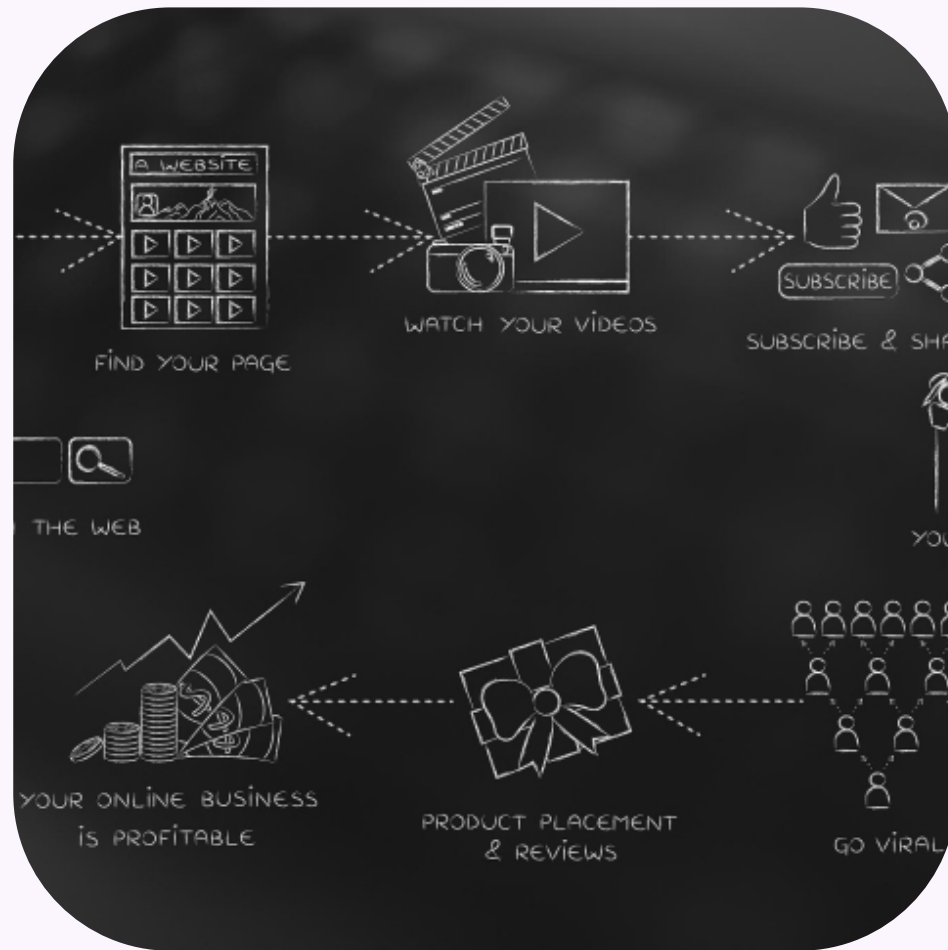 A WEBSITE
FIND YOUR PAGE
WATCH YOUR VIDEOS
SUBSCRIBE
SUBSCRIBE &
THE WEB
YOUR ONLINE BUSINESS
IS PROFITABLE
PRODUCT PLACEMENT
& REVIEWS
GO VIRAL